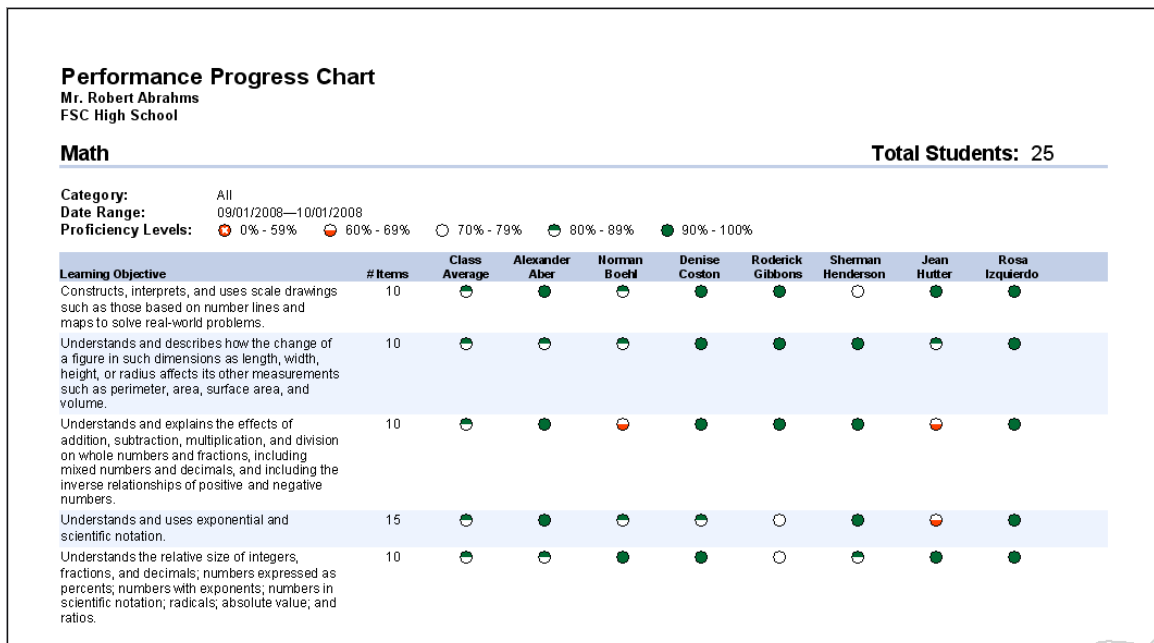 Performance Progress Chart
Mr. Robert Abrahms
FSC High School
Math Total Students: 25
Category: All
Date Range: 09/01/2008—10/01/2008
Proficiency Levels: 0% - 59% 60% - 69% 70% - 79% 80% - 89% 90% - 100%
Class Alexander Norman Denise Roderick Sherman Jean Rosa
Learning Objective # Items Average Aber Boehl Coston Gibbons Henderson Hutter Izquierdo
Constructs, interprets, and uses scale drawings 10
such as those based on number lines and
maps to solve real-world problems.
Understands and describes how the change of 10
a figure in such dimensions as length, width,
height, or radius affects its other measurements
such as perimeter, area, surface area, and
volume.
Understands and explains the effects of 10
addition, subtraction, multiplication, and division
on whole numbers and fractions, including
mixed numbers and decimals, and including the
inverse relationships of positive and negative
numbers.
Understands and uses exponential and 15
scientific notation.
Understands the relative size of integers, 10
fractions, and decimals; numbers expressed as
percents; numbers with exponents; numbers in
scientific notation; radicals; absolute value; and
ratios.